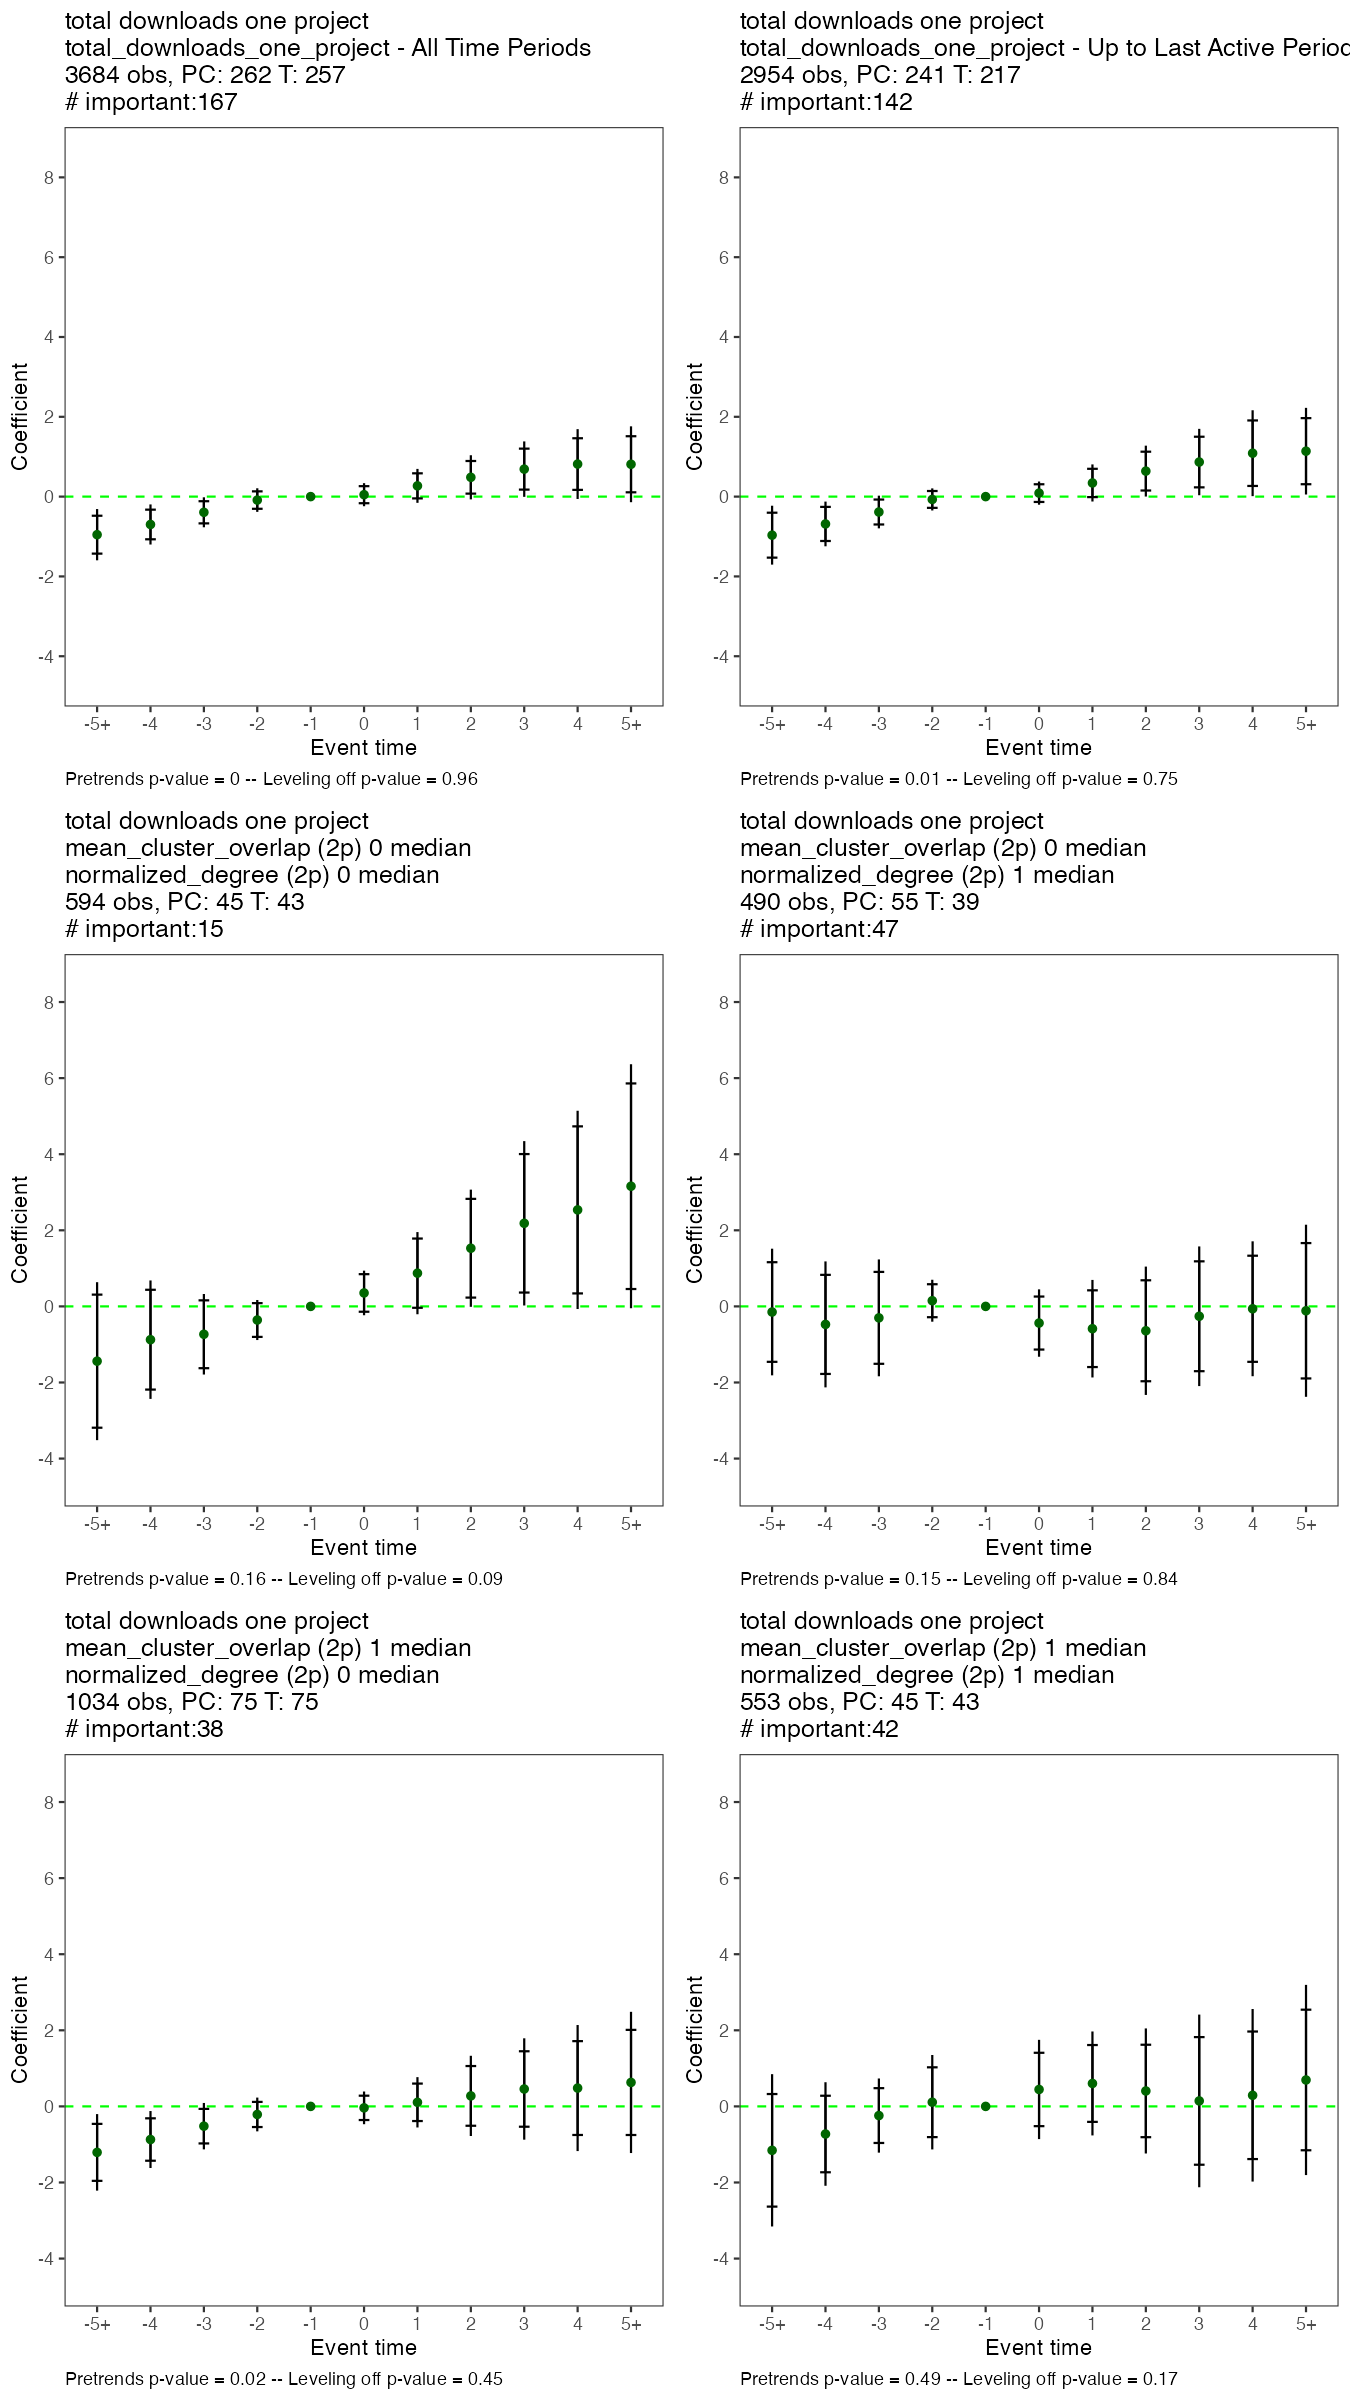 total downloads one project
total_downloads_one_project - All Time Periods
3684 obs, PC: 262 T: 257
# important:167
8
6
4
2
0
-2
-4
Coefficient
-5+ -4 -3 -2 -1 0 1 2 3 4 5+
Event time
Pretrends p-value = 0 -- Leveling off p-value = 0.96
total downloads one project
total_downloads_one_project - Up to Last Active Period
2954 obs, PC: 241 T: 217
# important:142
8
6
4
2
0
-2
-4
Coefficient
-5+ -4 -3 -2 -1 0 1 2 3 4 5+
Event time
Pretrends p-value = 0.01 -- Leveling off p-value = 0.75
total downloads one project
mean_cluster_overlap (2p) 0 median
normalized_degree (2p) 0 median
594 obs, PC: 45 T: 43
# important:15
8
6
4
2
0
-2
-4
Coefficient
-5+ -4 -3 -2 -1 0 1 2 3 4 5+
Event time
Pretrends p-value = 0.16 -- Leveling off p-value = 0.09
total downloads one project
mean_cluster_overlap (2p) 0 median
normalized_degree (2p) 1 median
490 obs, PC: 55 T: 39
# important:47
8
6
4
2
0
-2
-4
Coefficient
-5+ -4 -3 -2 -1 0 1 2 3 4 5+
Event time
Pretrends p-value = 0.15 -- Leveling off p-value = 0.84
total downloads one project
mean_cluster_overlap (2p) 1 median
normalized_degree (2p) 0 median
1034 obs, PC: 75 T: 75
# important:38
8
6
4
2
0
-2
-4
Coefficient
-5+ -4 -3 -2 -1 0 1 2 3 4 5+
Event time
Pretrends p-value = 0.02 -- Leveling off p-value = 0.45
total downloads one project
mean_cluster_overlap (2p) 1 median
normalized_degree (2p) 1 median
553 obs, PC: 45 T: 43
# important:42
8
6
4
2
0
-2
-4
Coefficient
-5+ -4 -3 -2 -1 0 1 2 3 4 5+
Event time
Pretrends p-value = 0.49 -- Leveling off p-value = 0.17